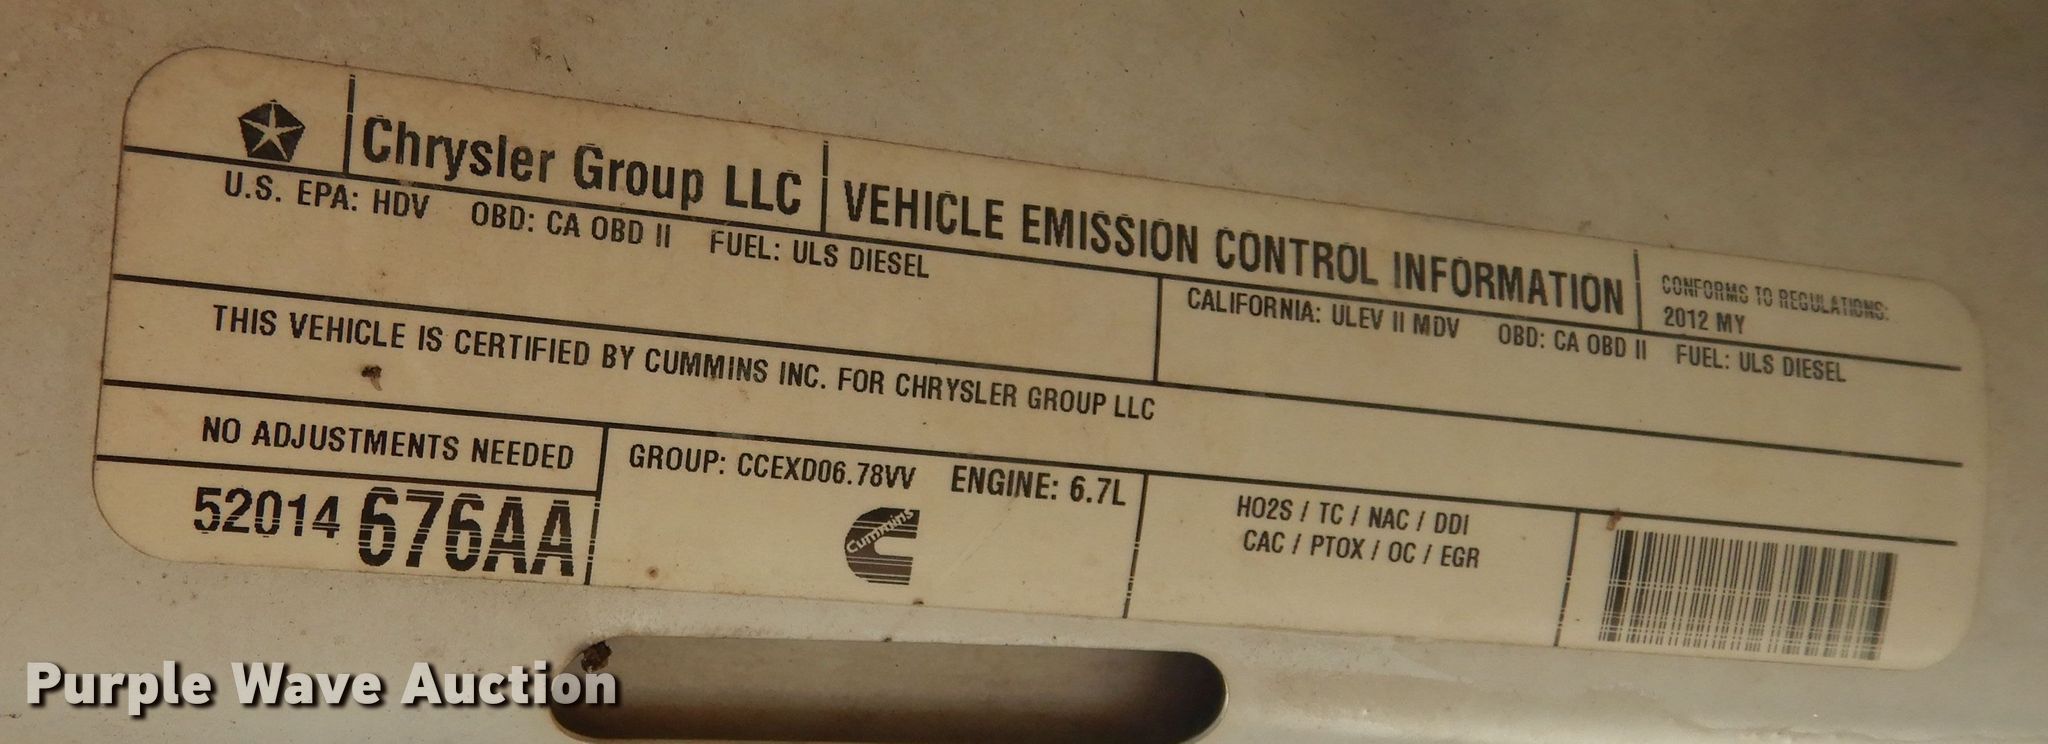 Chrysler Group LLC
VEHICLE EMISSION CONTROL INFORMATION
CONFORMS TO REGULATIONS:
2012 MY
U.S. EPA: HDV OBD: CA OBD II FUEL: ULS DIESEL
CALIFORNIA: ULEV II MDV OBD: CA OBD II FUEL: ULS DIESEL
THIS VEHICLE IS CERTIFIED BY CUMMINS INC. FOR CHRYSLER GROUP LLC
NO ADJUSTMENTS NEEDED
52014 676AA
GROUP: CCEXD06.78VV ENGINE: 6.7L
Cummins
HO2S / TC / NAC / DDI
CAC / PTOX / OC / EGR
Purple Wave Auction